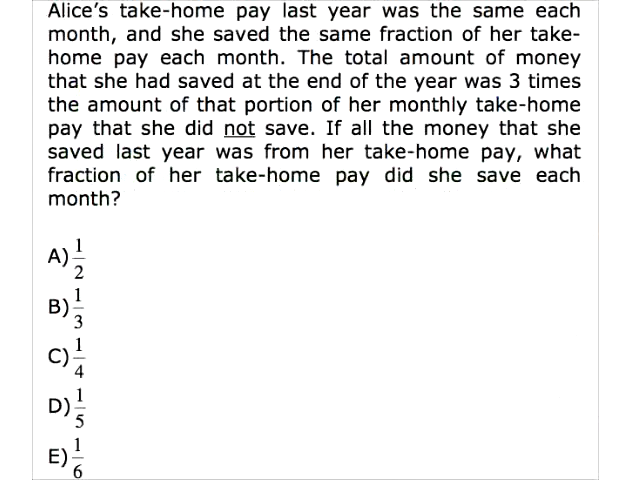 Alice’s take-home pay last year was the same each
month, and she saved the same fraction of her take-
home pay each month. The total amount of money
that she had saved at the end of the year was 3 times
the amount of that portion of her monthly take-home
pay that she did not save. If all the money that she
saved last year was from her take-home pay, what
fraction of her take-home pay did she save each
month?
A) 1/2
B) 1/3
C) 1/4
D) 1/5
E) 1/6